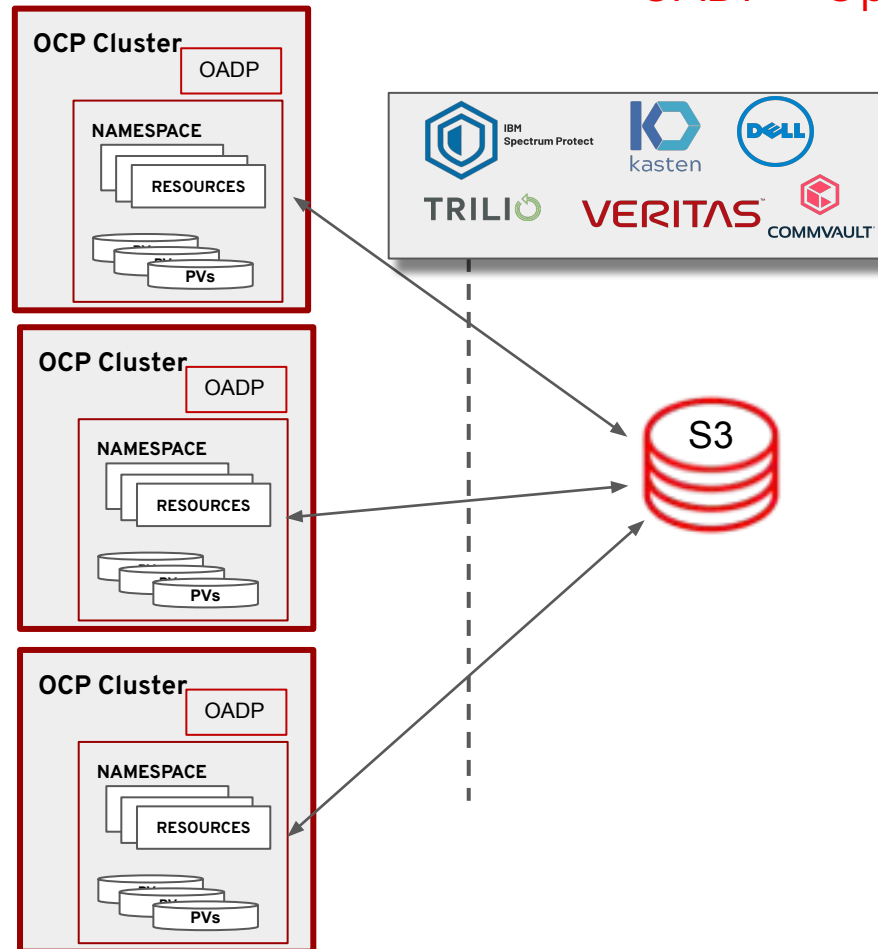 OCP Cluster
OADP
NAMESPACE
RESOURCES
PVs
IBM
Spectrum Protect
kasten
DELL
TRILIO
VERITAS™
COMMVAULT
OCP Cluster
OADP
NAMESPACE
RESOURCES
PVs
S3
OCP Cluster
OADP
NAMESPACE
RESOURCES
PVs